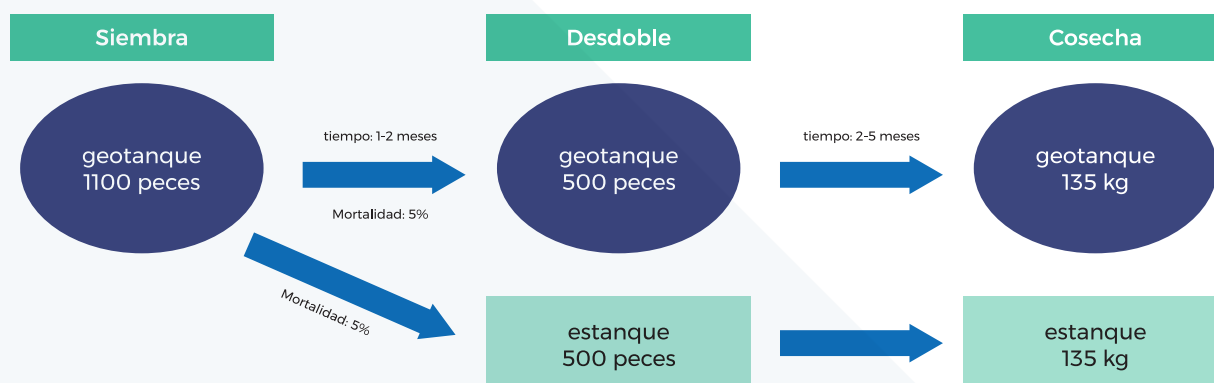 Siembra
Desdoble
Cosecha
geotanque
1100 peces
tiempo: 1-2 meses
Mortalidad: 5%
geotanque
500 peces
tiempo: 2-5 meses
geotanque
135 kg
Mortalidad: 5%
estanque
500 peces
estanque
135 kg